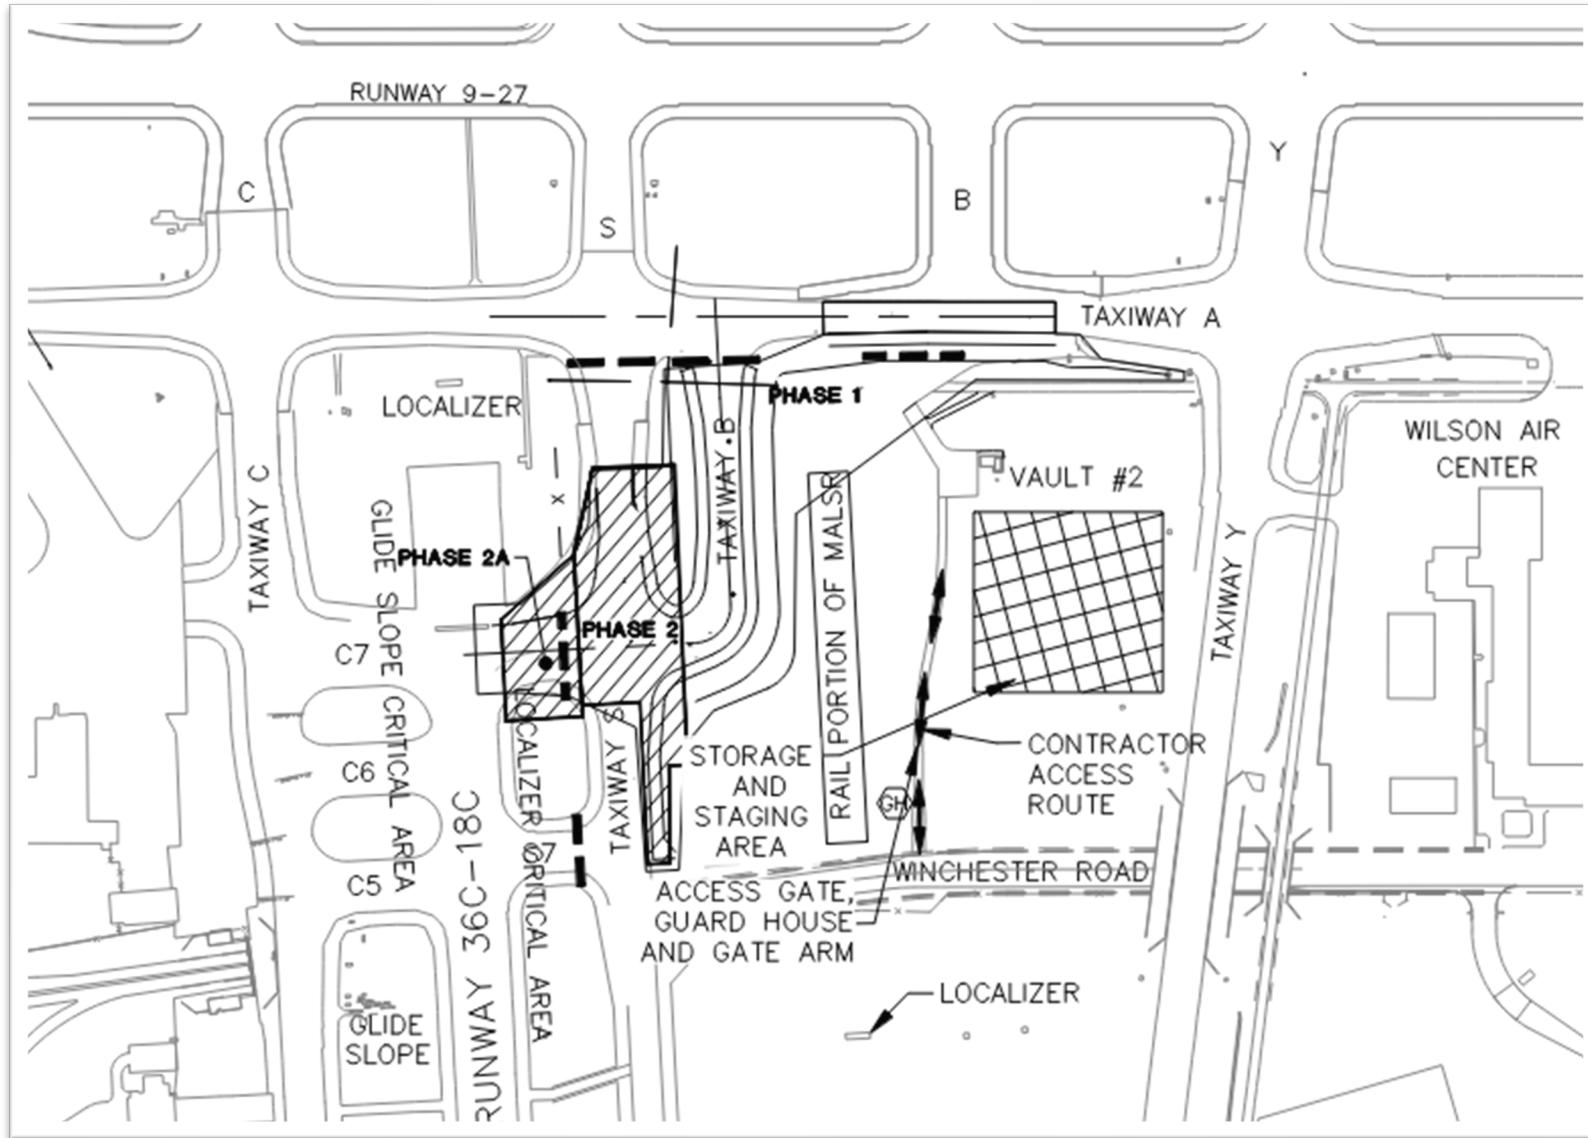 RUNWAY 9-27
C
S
B
Y
TAXIWAY A
LOCALIZER
PHASE 1
WILSON AIR
CENTER
VAULT #2
TAXIWAY C
GLIDE SLOPE CRITICAL AREA
X
TAXIWAY B
RAIL PORTION OF MALSR
TAXIWAY Y
PHASE 2A
PHASE 2
C7
C6
C5
LOCALIZER CRITICAL AREA
TAXIWAY S
RUNWAY 36C-18C
STORAGE
AND
STAGING
AREA
CONTRACTOR
ACCESS
ROUTE
GH
WINCHESTER ROAD
ACCESS GATE,
GUARD HOUSE
AND GATE ARM
LOCALIZER
GLIDE
SLOPE